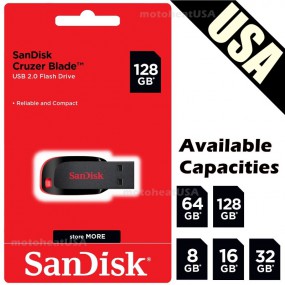 motoheatUSA
SanDisk
Cruzer Blade™
USB 2.0 Flash Drive
128
GB*
• Reliable and Compact
SanDisk
store MORE
SanDisk
USA
Available
Capacities
64
GB*
128
GB*
8
GB*
16
GB*
32
GB*